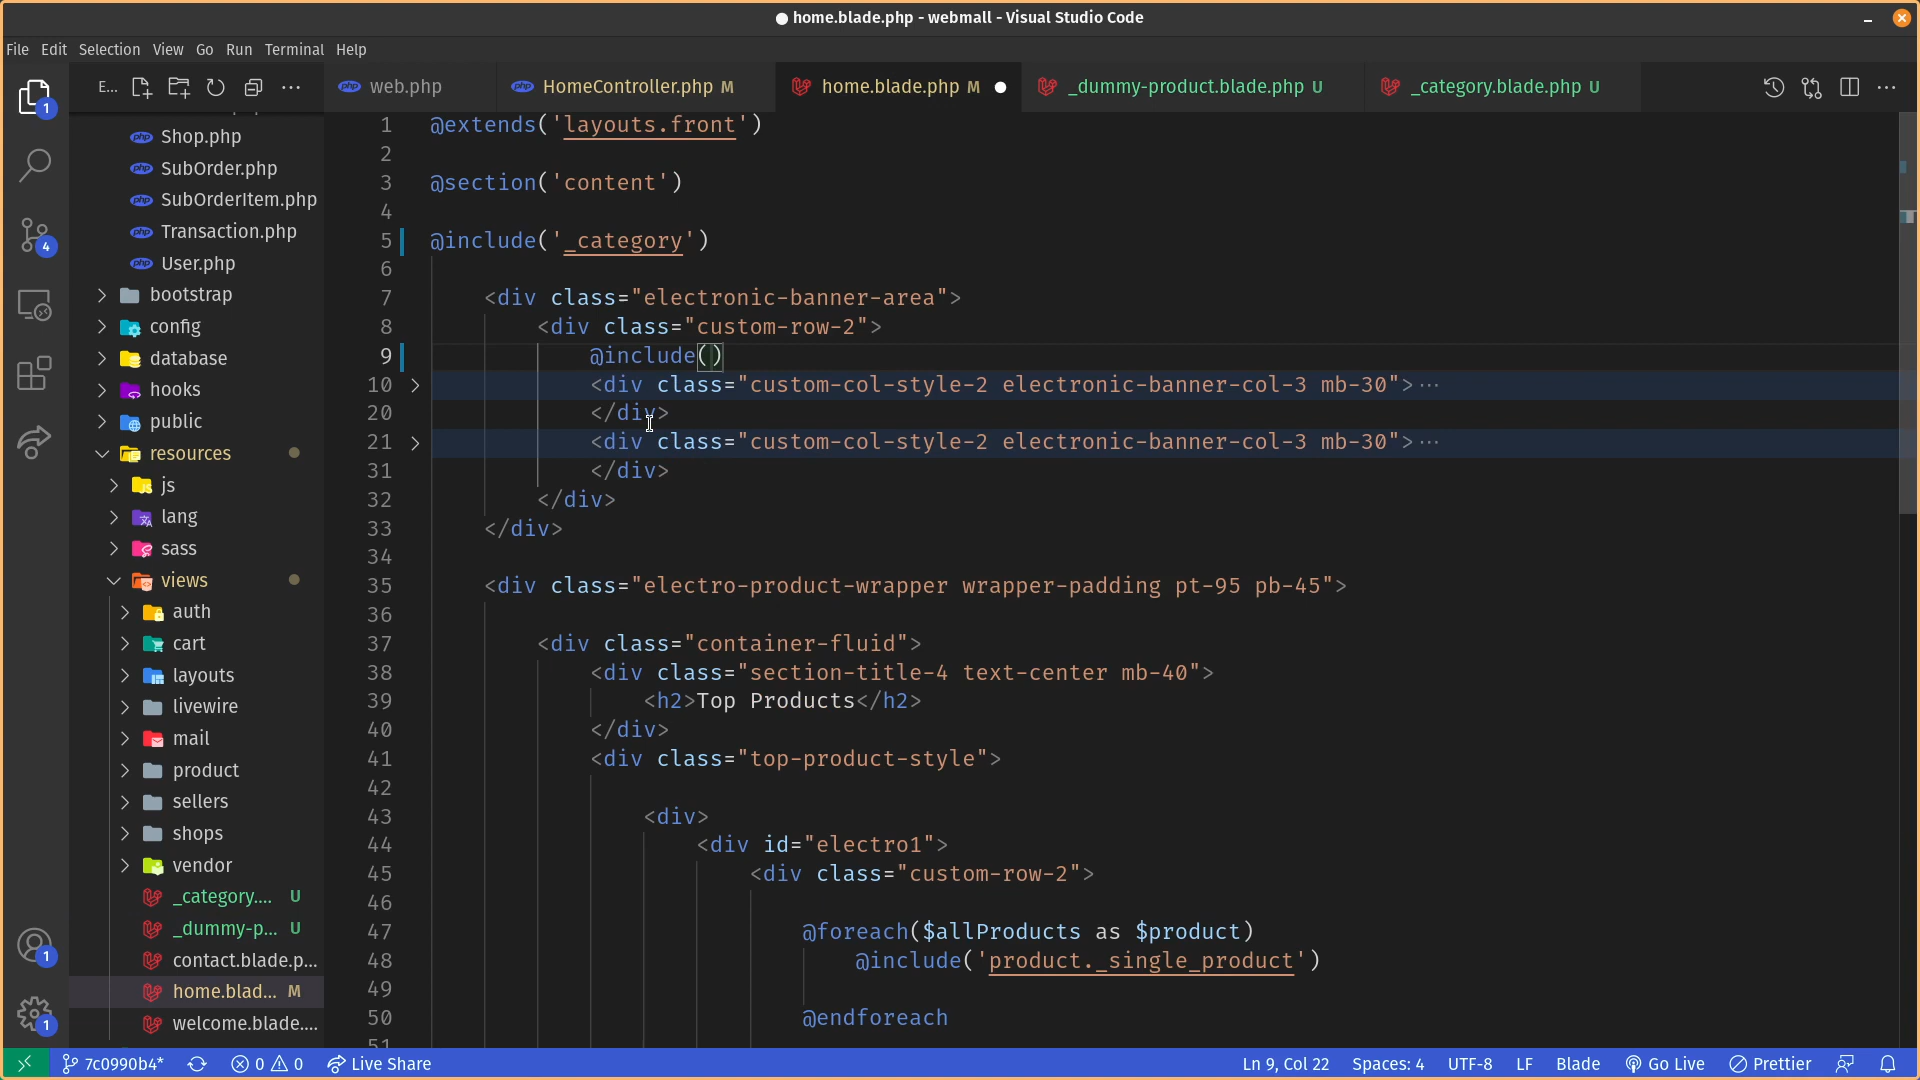 home.blade.php - webmall - Visual Studio Code
File Edit Selection View Go Run Terminal Help
E...
web.php
HomeController.php M
home.blade.php M
_dummy-product.blade.php U
_category.blade.php U
Shop.php
SubOrder.php
SubOrderItem.php
Transaction.php
User.php
bootstrap
config
database
hooks
public
resources
js
lang
sass
views
auth
cart
layouts
livewire
mail
product
sellers
shops
vendor
_category.... U
_dummy-p... U
contact.blade.p...
home.blad... M
welcome.blade....
1
4
1
1
1 @extends('layouts.front')
2
3 @section('content')
4
5 @include('_category')
6
7 <div class="electronic-banner-area">
8 <div class="custom-row-2">
9 @include()
10 <div class="custom-col-style-2 electronic-banner-col-3 mb-30">···
20 </div>
21 <div class="custom-col-style-2 electronic-banner-col-3 mb-30">···
31 </div>
32 </div>
33 </div>
34
35 <div class="electro-product-wrapper wrapper-padding pt-95 pb-45">
36
37 <div class="container-fluid">
38 <div class="section-title-4 text-center mb-40">
39 <h2>Top Products</h2>
40 </div>
41 <div class="top-product-style">
42
43 <div>
44 <div id="electro1">
45 <div class="custom-row-2">
46
47 @foreach($allProducts as $product)
48 @include('product._single_product')
49
50 @endforeach
51
7c0990b4* 0 0 Live Share Ln 9, Col 22 Spaces: 4 UTF-8 LF Blade Go Live Prettier